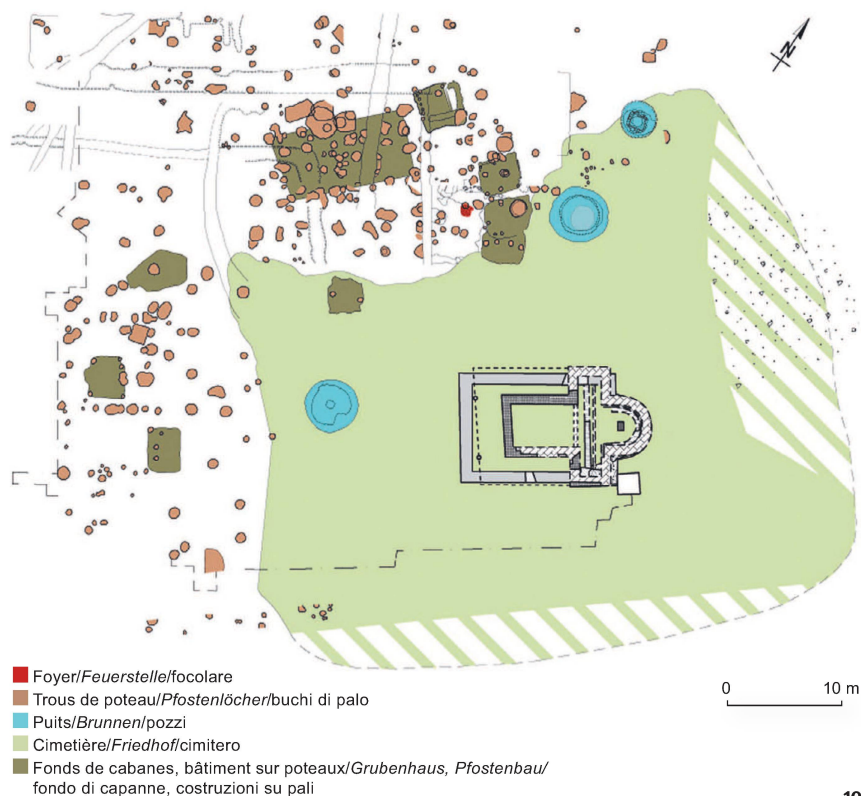 N
Foyer/Feuerstelle/focolare
Trous de poteau/Pfostenlöcher/buchi di palo
Puits/Brunnen/pozzi
Cimetière/Friedhof/cimitero
Fonds de cabanes, bâtiment sur poteaux/Grubenhaus, Pfostenbau/
fondo di capanne, costruzioni su pali
0 10 m